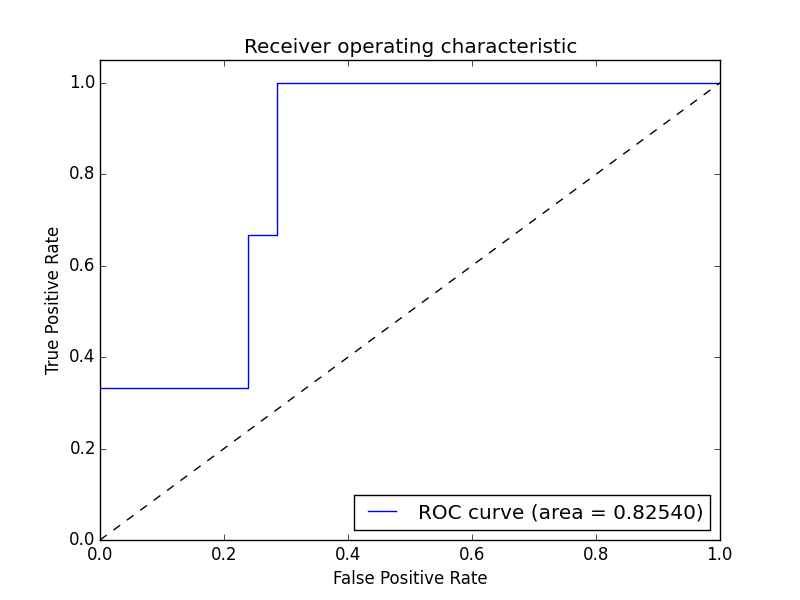 Receiver operating characteristic
1.0
0.8
0.6
0.4
0.2
0.0
True Positive Rate
ROC curve (area = 0.82540)
0.0 0.2 0.4 0.6 0.8 1.0
False Positive Rate